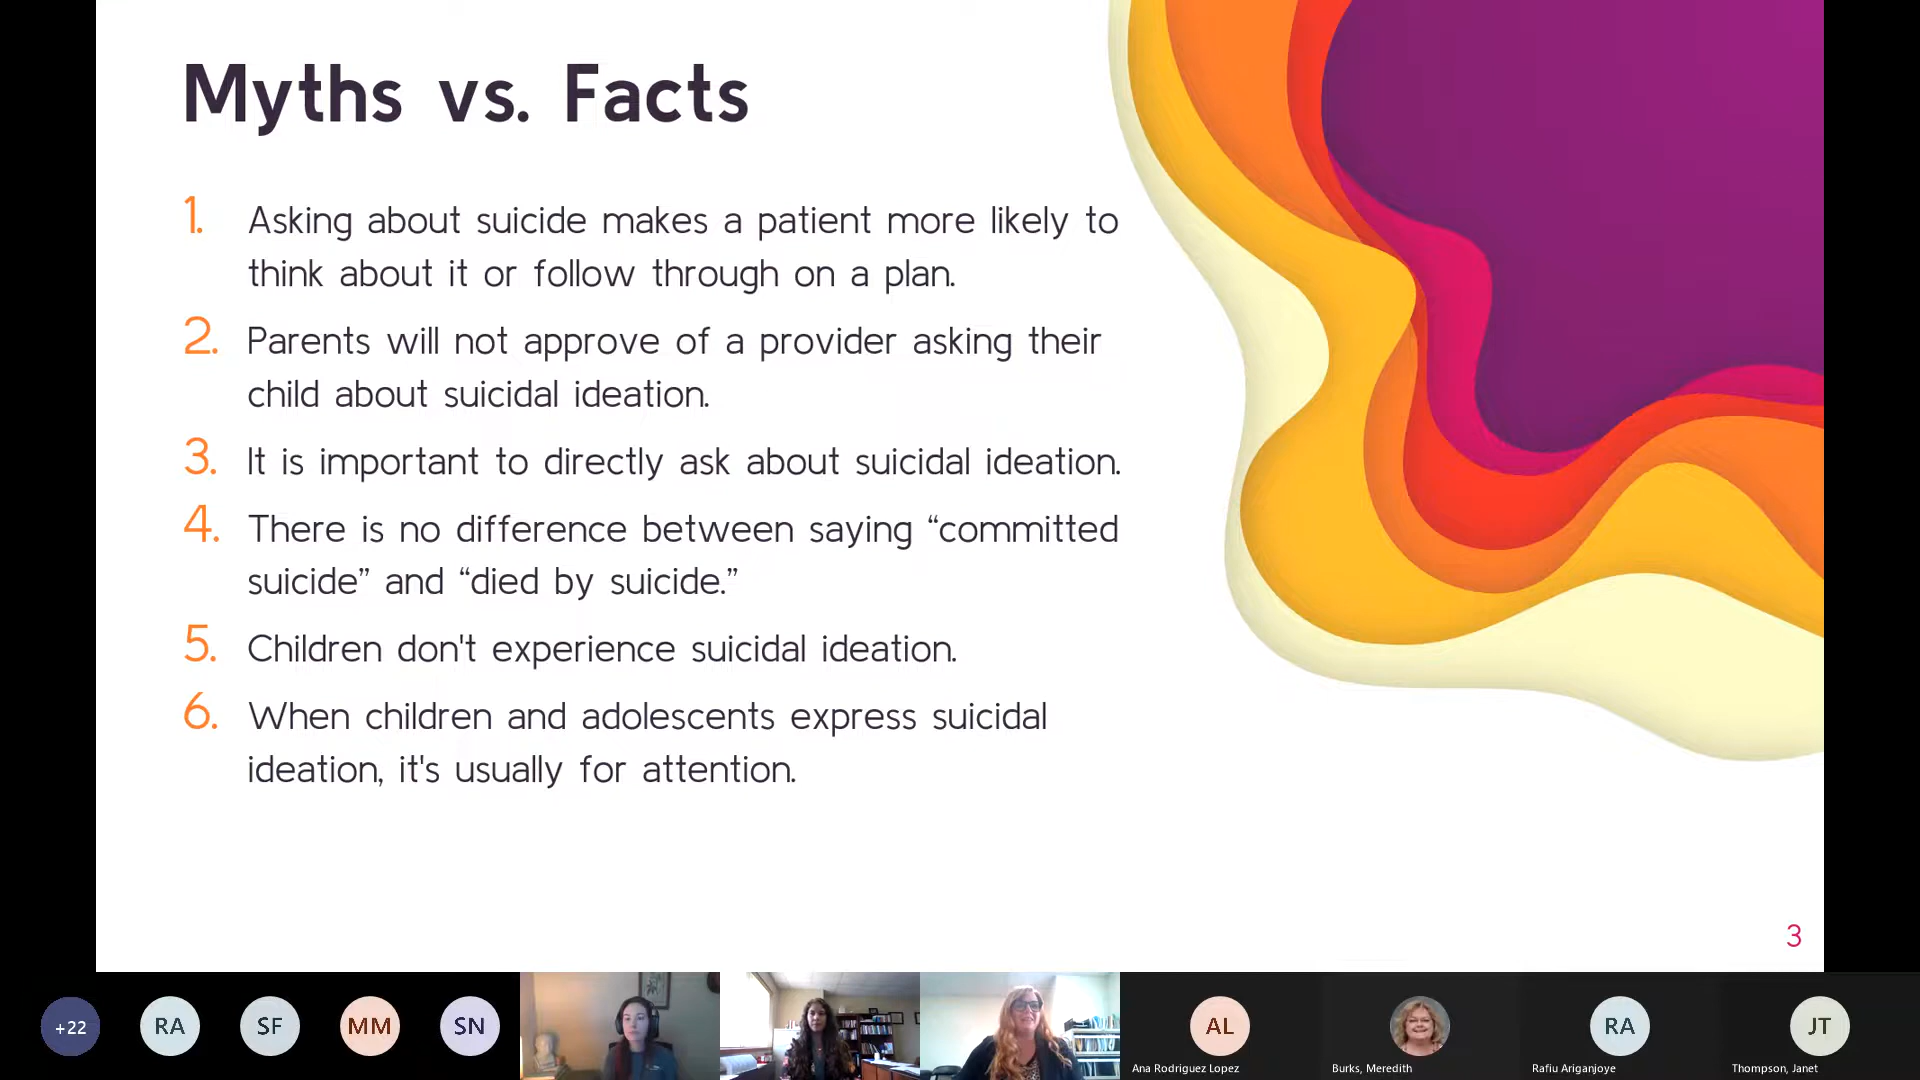 Myths vs. Facts
1. Asking about suicide makes a patient more likely to
think about it or follow through on a plan.
2. Parents will not approve of a provider asking their
child about suicidal ideation.
3. It is important to directly ask about suicidal ideation.
4. There is no difference between saying “committed
suicide” and “died by suicide.”
5. Children don't experience suicidal ideation.
6. When children and adolescents express suicidal
ideation, it's usually for attention.
3
+22
RA
SF
MM
SN
AL
RA
JT
Ana Rodriguez Lopez
Burks, Meredith
Rafiu Ariganjoye
Thompson, Janet